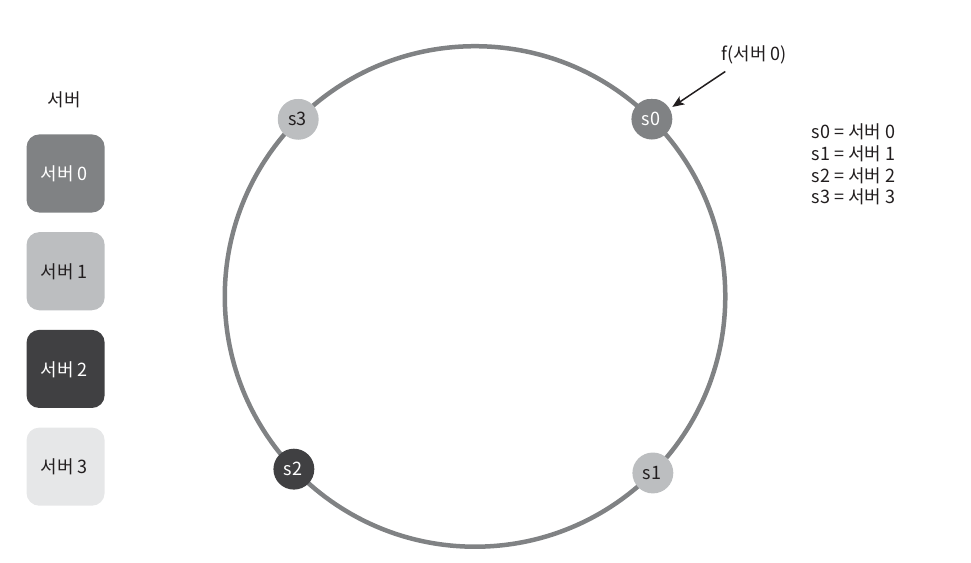 서버
서버 0
서버 1
서버 2
서버 3
s3
s0
s2
s1
f(서버 0)
s0 = 서버 0
s1 = 서버 1
s2 = 서버 2
s3 = 서버 3